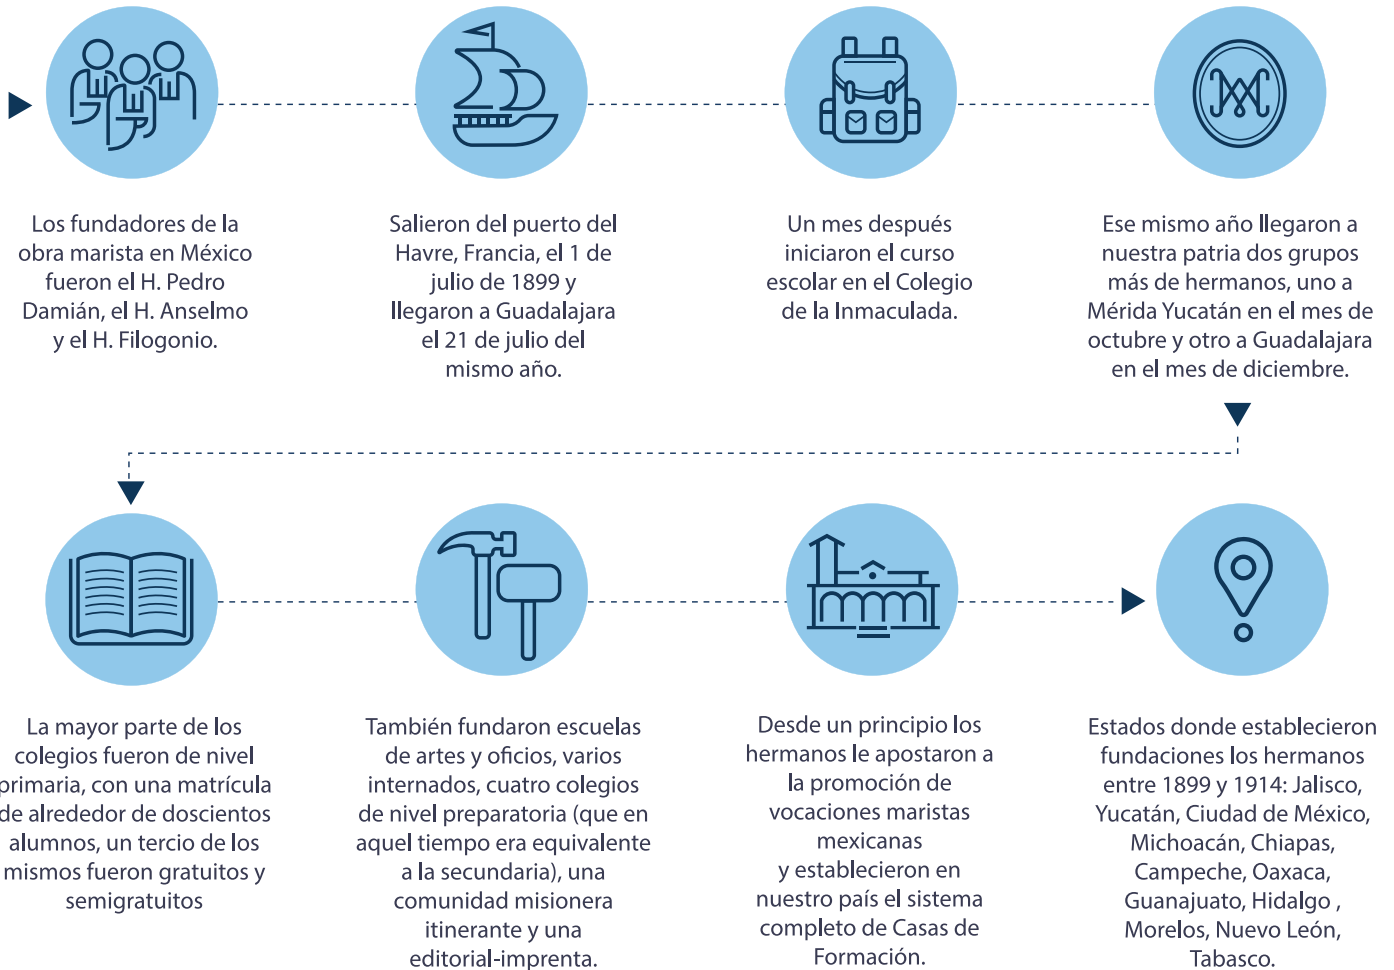 Los fundadores de la
obra marista en México
fueron el H. Pedro
Damián, el H. Anselmo
y el H. Filogonio.
Salieron del puerto del
Havre, Francia, el 1 de
julio de 1899 y
llegaron a Guadalajara
el 21 de julio del
mismo año.
Un mes después
iniciaron el curso
escolar en el Colegio
de la Inmaculada.
Ese mismo año llegaron a
nuestra patria dos grupos
más de hermanos, uno a
Mérida Yucatán en el mes de
octubre y otro a Guadalajara
en el mes de diciembre.
La mayor parte de los
colegios fueron de nivel
primaria, con una matrícula
de alrededor de doscientos
alumnos, un tercio de los
mismos fueron gratuitos y
semigratuitos
También fundaron escuelas
de artes y oficios, varios
internados, cuatro colegios
de nivel preparatoria (que en
aquel tiempo era equivalente
a la secundaria), una
comunidad misionera
itinerante y una
editorial-imprenta.
Desde un principio los
hermanos le apostaron a
la promoción de
vocaciones maristas
mexicanas
y establecieron en
nuestro país el sistema
completo de Casas de
Formación.
Estados donde establecieron
fundaciones los hermanos
entre 1899 y 1914: Jalisco,
Yucatán, Ciudad de México,
Michoacán, Chiapas,
Campeche, Oaxaca,
Guanajuato, Hidalgo ,
Morelos, Nuevo León,
Tabasco.